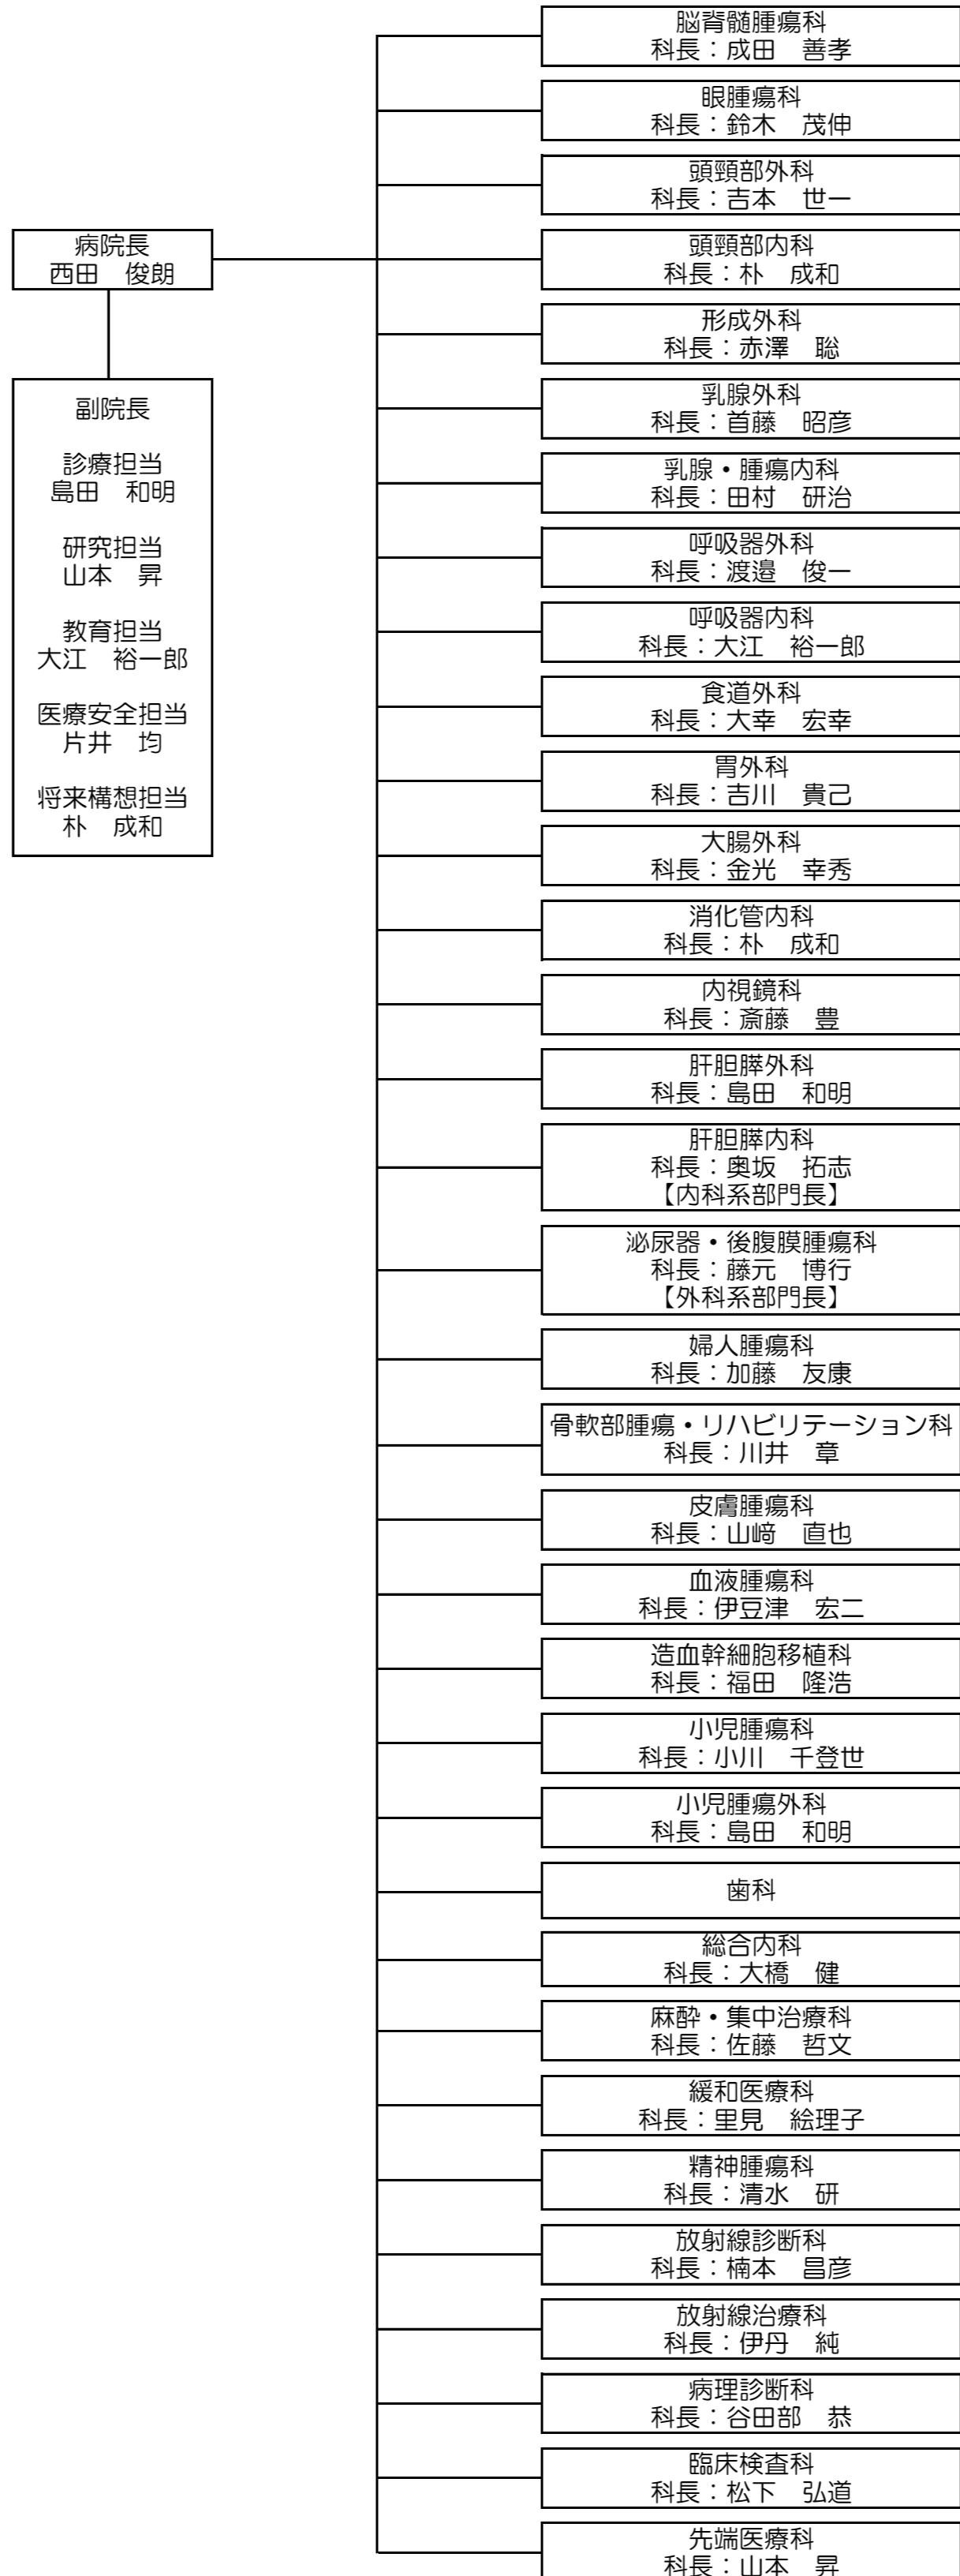 病院長
西田　俊朗
副院長
診療担当
島田　和明
研究担当
山本　昇
教育担当
大江　裕一郎
医療安全担当
片井　均
将来構想担当
朴　成和
脳脊髄腫瘍科
科長：成田　善孝
眼腫瘍科
科長：鈴木　茂伸
頭頸部外科
科長：吉本　世一
頭頸部内科
科長：朴　成和
形成外科
科長：赤澤　聡
乳腺外科
科長：首藤　昭彦
乳腺・腫瘍内科
科長：田村　研治
呼吸器外科
科長：渡邉　俊一
呼吸器内科
科長：大江　裕一郎
食道外科
科長：大幸　宏幸
胃外科
科長：吉川　貴己
大腸外科
科長：金光　幸秀
消化管内科
科長：朴　成和
内視鏡科
科長：斎藤　豊
肝胆膵外科
科長：島田　和明
肝胆膵内科
科長：奥坂　拓志
【内科系部門長】
泌尿器・後腹膜腫瘍科
科長：藤元　博行
【外科系部門長】
婦人腫瘍科
科長：加藤　友康
骨軟部腫瘍・リハビリテーション科
科長：川井　章
皮膚腫瘍科
科長：山﨑　直也
血液腫瘍科
科長：伊豆津　宏二
造血幹細胞移植科
科長：福田　隆浩
小児腫瘍科
科長：小川　千登世
小児腫瘍外科
科長：島田　和明
歯科
総合内科
科長：大橋　健
麻酔・集中治療科
科長：佐藤　哲文
緩和医療科
科長：里見　絵理子
精神腫瘍科
科長：清水　研
放射線診断科
科長：楠本　昌彦
放射線治療科
科長：伊丹　純
病理診断科
科長：谷田部　恭
臨床検査科
科長：松下　弘道
先端医療科
科長：山本　昇